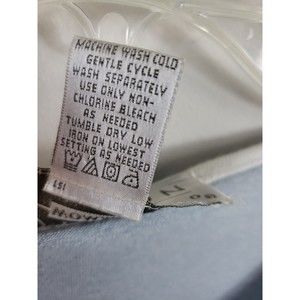 MACHINE WASH COLD
GENTLE CYCLE
WASH SEPARATELY
USE ONLY NON-
CHLORINE BLEACH
AS NEEDED
TUMBLE DRY LOW
IRON ON LOWEST
SETTING AS NEEDED